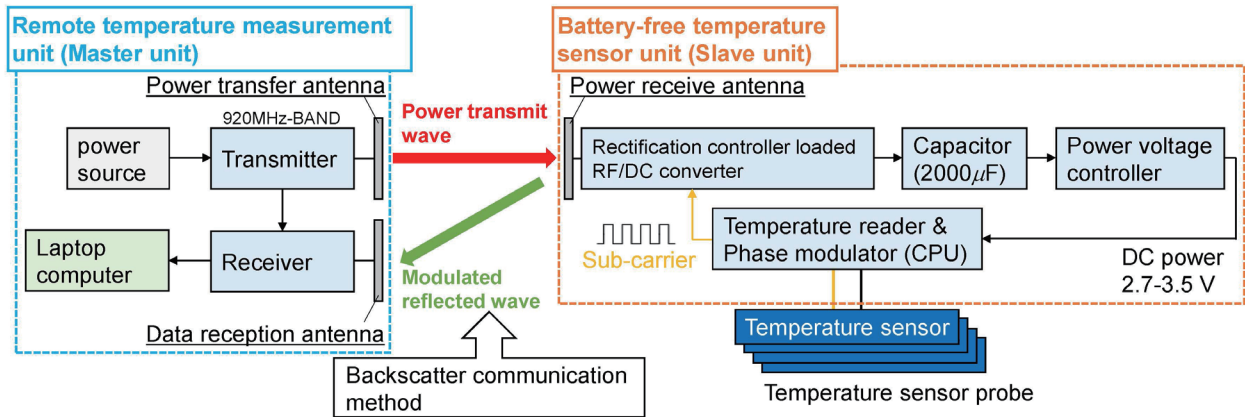 Remote temperature measurement
unit (Master unit)
Power transfer antenna
920MHz-BAND
power
source
Transmitter
Laptop
computer
Receiver
Data reception antenna
Power transmit
wave
Modulated
reflected wave
Backscatter communication
method
Battery-free temperature
sensor unit (Slave unit)
Power receive antenna
Rectification controller loaded
RF/DC converter
Capacitor
(2000μF)
Power voltage
controller
Sub-carrier
Temperature reader &
Phase modulator (CPU)
DC power
2.7-3.5 V
Temperature sensor
Temperature sensor probe